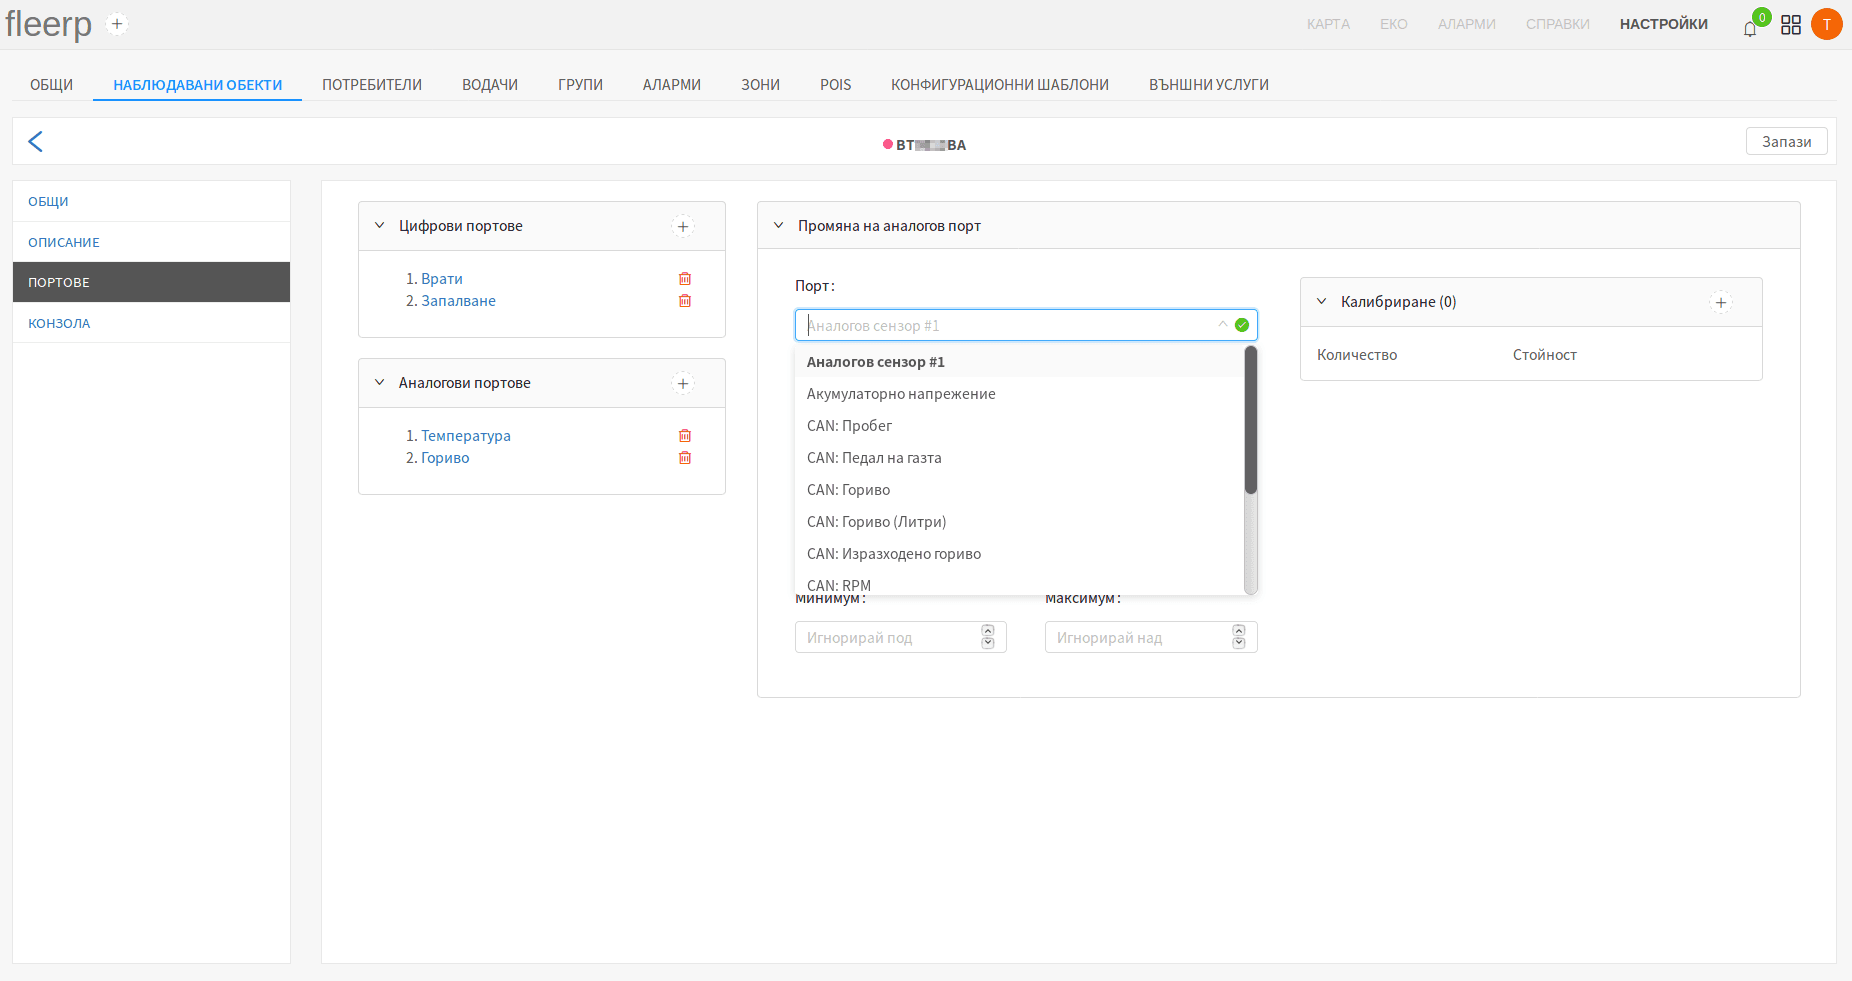 fleerp
КАРТА ЕКО АЛАРМИ СПРАВКИ НАСТРОЙКИ 0 T
ОБЩИ НАБЛЮДАВАНИ ОБЕКТИ ПОТРЕБИТЕЛИ ВОДАЧИ ГРУПИ АЛАРМИ ЗОНИ POIS КОНФИГУРАЦИОННИ ШАБЛОНИ ВЪНШНИ УСЛУГИ
BT BA
Запази
ОБЩИ
ОПИСАНИЕ
ПОРТОВЕ
КОНЗОЛА
Цифрови портове
1. Врати
2. Запалване
Аналогови портове
1. Температура
2. Гориво
Промяна на аналогов порт
Порт:
Аналогов сензор #1
Аналогов сензор #1
Акумулаторно напрежение
CAN: Пробег
CAN: Педал на газта
CAN: Гориво
CAN: Гориво (Литри)
CAN: Изразходено гориво
CAN: RPM
Минимум: Максимум:
Игнорирай под Игнорирай над
Калибриране (0)
Количество Стойност